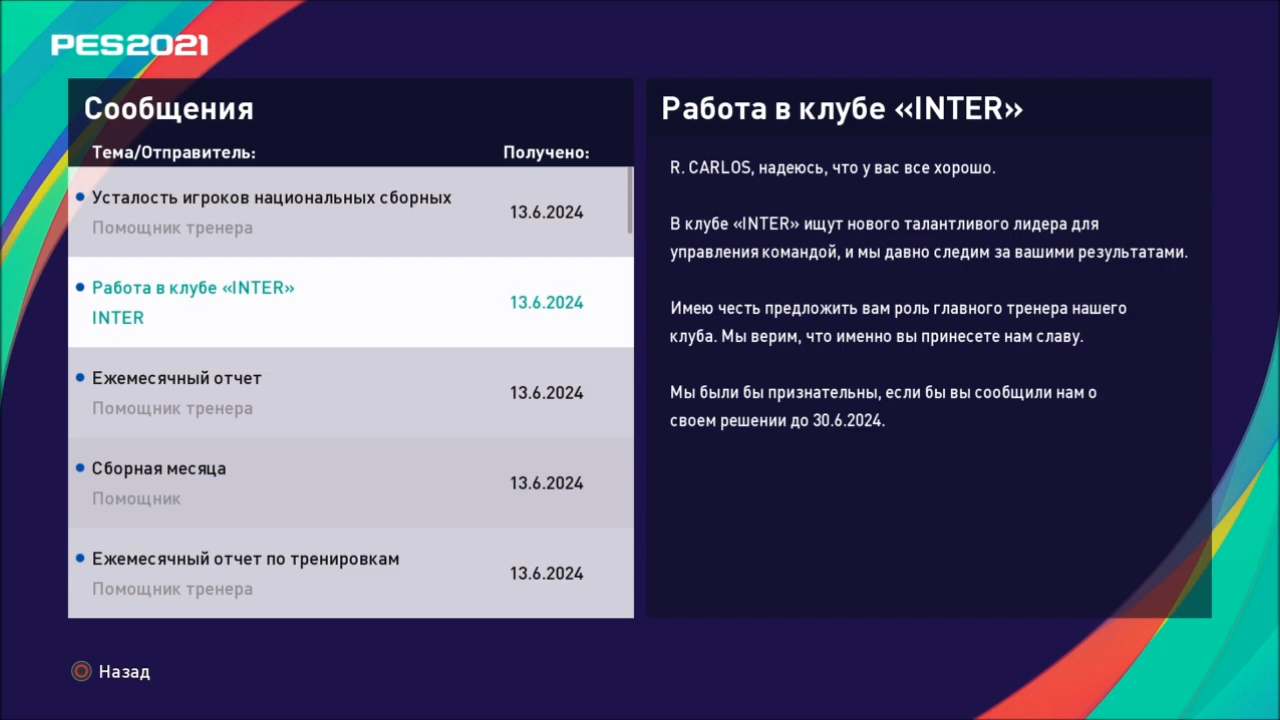 PES2021
Сообщения
Тема/Отправитель: Получено:
Усталость игроков национальных сборных
Помощник тренера
13.6.2024
Работа в клубе «INTER»
INTER
13.6.2024
Ежемесячный отчет
Помощник тренера
13.6.2024
Сборная месяца
Помощник
13.6.2024
Ежемесячный отчет по тренировкам
Помощник тренера
13.6.2024
Работа в клубе «INTER»
R. CARLOS, надеюсь, что у вас все хорошо.
В клубе «INTER» ищут нового талантливого лидера для
управления командой, и мы давно следим за вашими результатами.
Имею честь предложить вам роль главного тренера нашего
клуба. Мы верим, что именно вы принесете нам славу.
Мы были бы признательны, если бы вы сообщили нам о
своем решении до 30.6.2024.
Назад